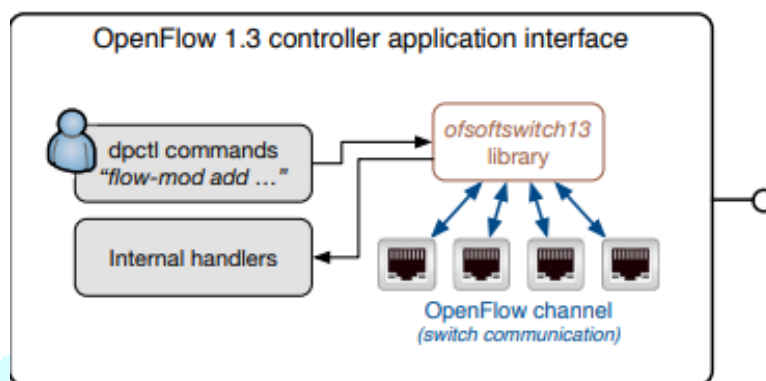 OpenFlow 1.3 controller application interface
dpctl commands
“flow-mod add ...”
ofsoftswitch13
library
Internal handlers
OpenFlow channel
(switch communication)